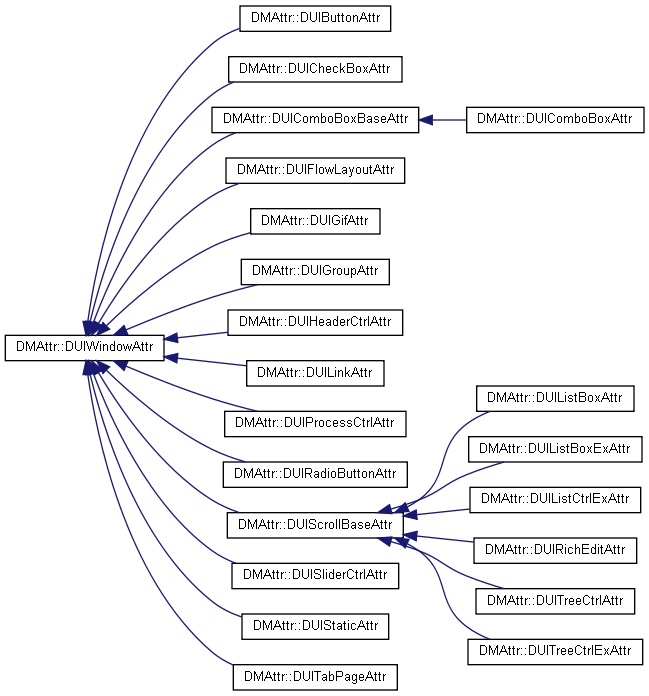 DMAttr::DUIButtonAttr
DMAttr::DUICheckBoxAttr
DMAttr::DUIComboBoxBaseAttr
DMAttr::DUIComboBoxAttr
DMAttr::DUIFlowLayoutAttr
DMAttr::DUIGifAttr
DMAttr::DUIGroupAttr
DMAttr::DUIHeaderCtrlAttr
DMAttr::DUIWindowAttr
DMAttr::DUILinkAttr
DMAttr::DUIListBoxAttr
DMAttr::DUIProcessCtrlAttr
DMAttr::DUIListBoxExAttr
DMAttr::DUIRadioButtonAttr
DMAttr::DUIListCtrlExAttr
DMAttr::DUIScrollBaseAttr
DMAttr::DUIRichEditAttr
DMAttr::DUISliderCtrlAttr
DMAttr::DUITreeCtrlAttr
DMAttr::DUIStaticAttr
DMAttr::DUITreeCtrlExAttr
DMAttr::DUITabPageAttr